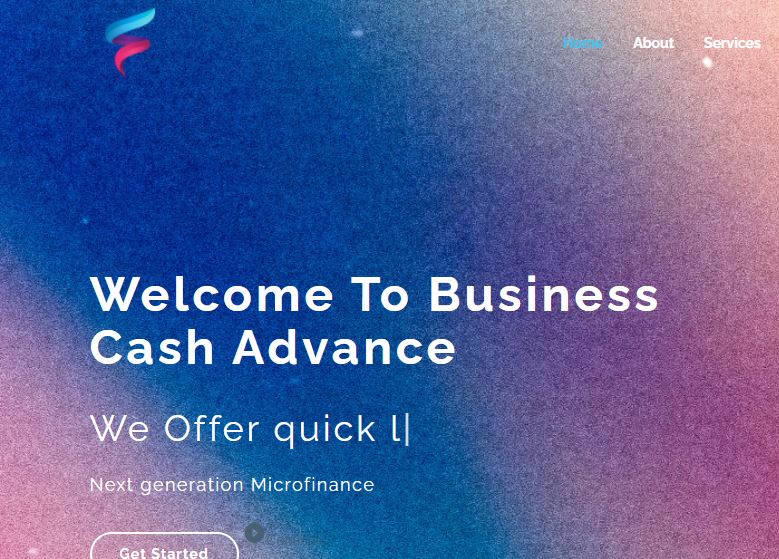 Home About Services
Welcome To Business
Cash Advance
We Offer quick l|
Next generation Microfinance
Get Started